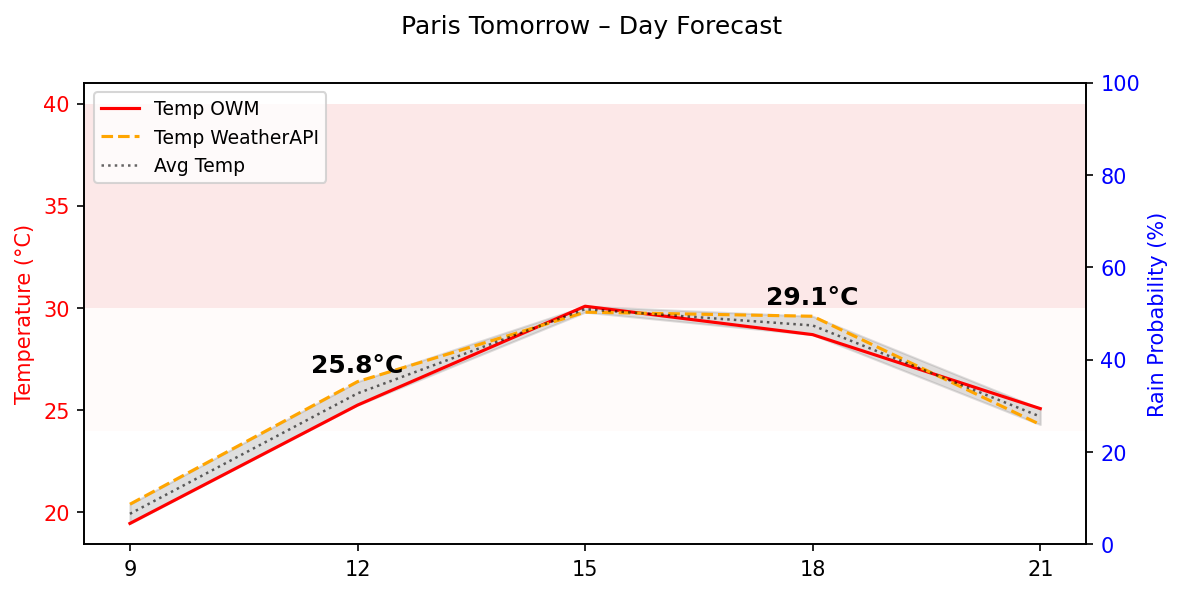 Paris Tomorrow – Day Forecast
Temp OWM
Temp WeatherAPI
Avg Temp
Temperature (°C)
40
35
30
25
20
25.8°C
29.1°C
100
80
60
40
20
0
Rain Probability (%)
9
12
15
18
21